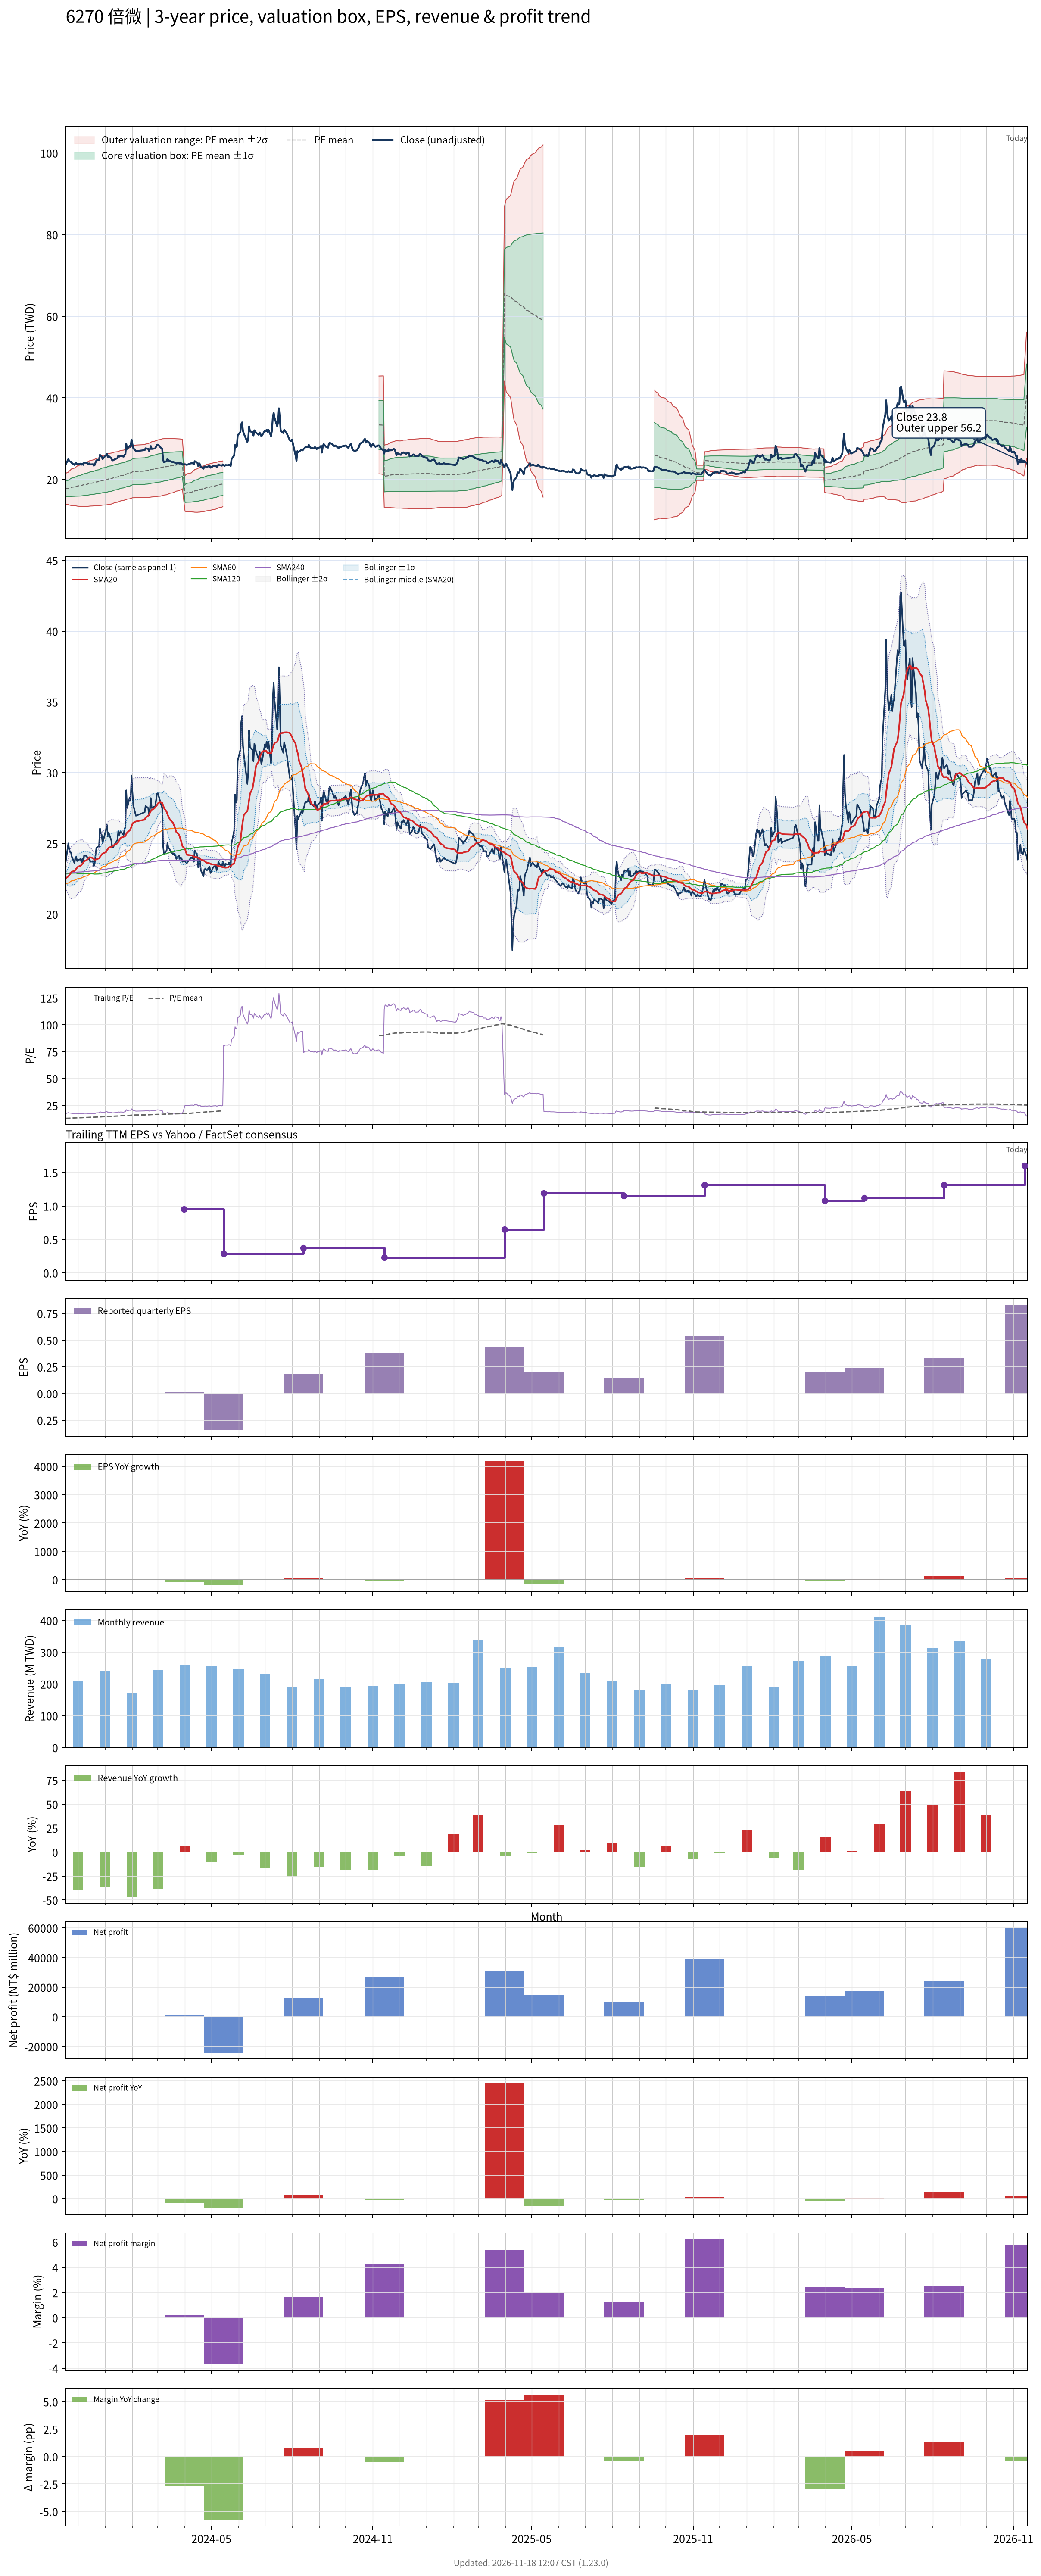 6270 倍微 | 3-year price, valuation box, EPS, revenue & profit trend
Outer valuation range: PE mean ±2σ
Core valuation box: PE mean ±1σ
PE mean
Close (unadjusted)
Today
100
80
60
40
20
Price (TWD)
Close 23.8
Outer upper 56.2
Close (same as panel 1)
SMA20
SMA60
SMA120
SMA240
Bollinger ±2σ
Bollinger ±1σ
Bollinger middle (SMA20)
45
40
35
30
25
20
Price
Trailing P/E
P/E mean
125
100
75
50
25
P/E
Trailing TTM EPS vs Yahoo / FactSet consensus
Today
1.5
1.0
0.5
0.0
EPS
Reported quarterly EPS
0.75
0.50
0.25
0.00
-0.25
EPS
EPS YoY growth
4000
3000
2000
1000
0
YoY (%)
Monthly revenue
400
300
200
100
0
Revenue (M TWD)
Revenue YoY growth
75
50
25
0
-25
-50
YoY (%)
Month
Net profit
60000
40000
20000
0
-20000
Net profit (NT$ million)
Net profit YoY
2500
2000
1500
1000
500
0
YoY (%)
Net profit margin
6
4
2
0
-2
-4
Margin (%)
Margin YoY change
5.0
2.5
0.0
-2.5
-5.0
Δ margin (pp)
2024-05
2024-11
2025-05
2025-11
2026-05
2026-11
Updated: 2026-11-18 12:07 CST (1.23.0)